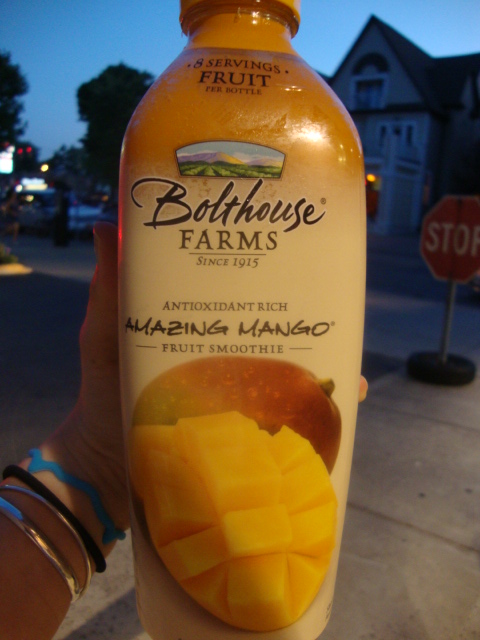 • 8 SERVINGS •
FRUIT
PER BOTTLE
Bolthouse®
FARMS
SINCE 1915
ANTIOXIDANT RICH
AMAZING MANGO®
FRUIT SMOOTHIE
STOP